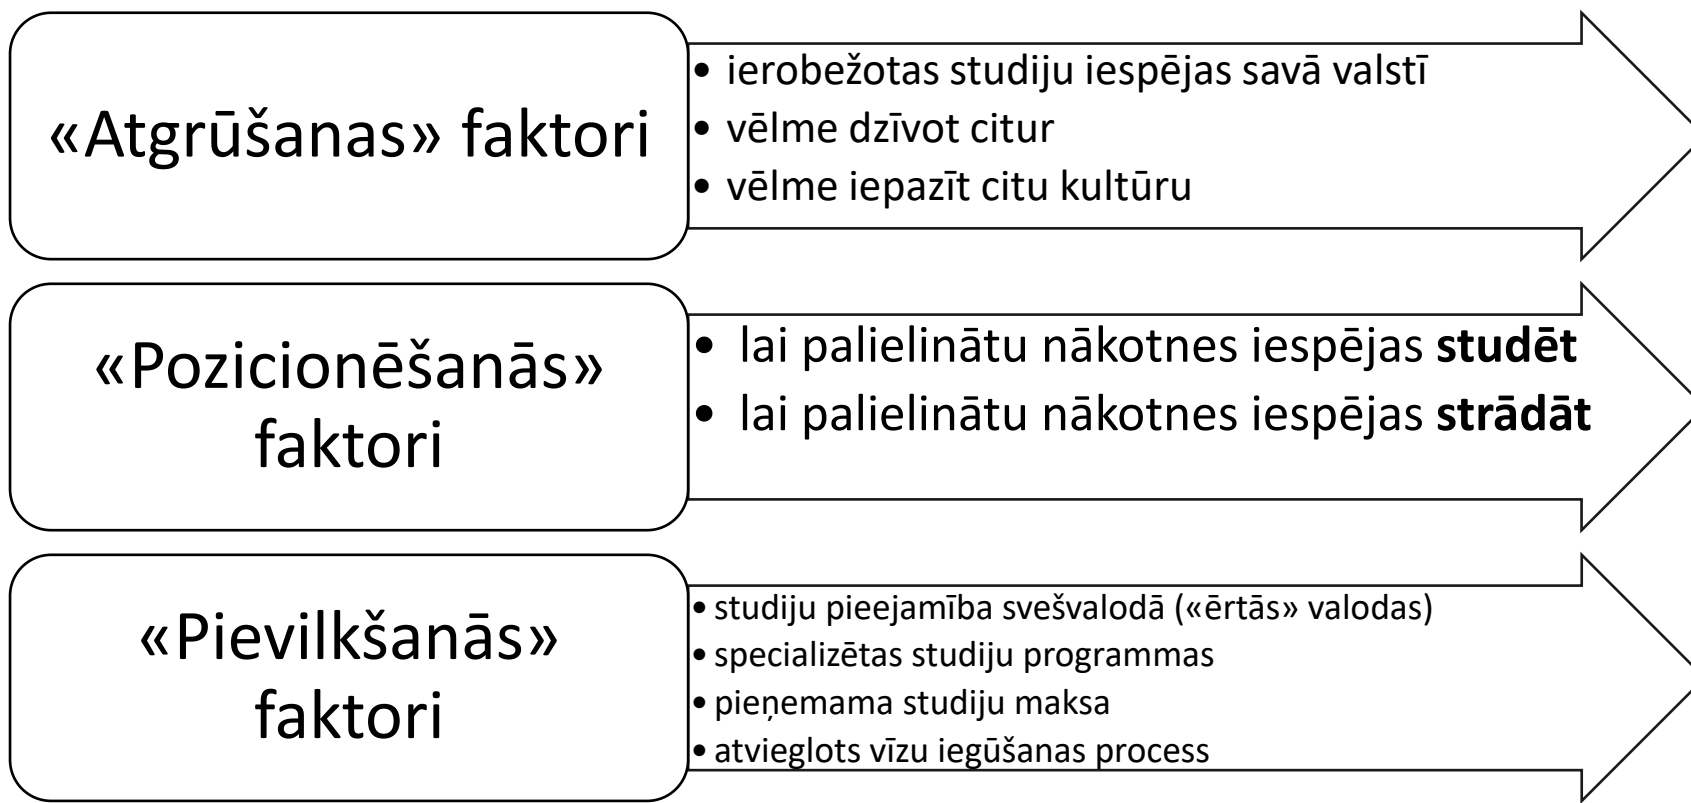 «Atgrūšanas» faktori
• ierobežotas studiju iespējas savā valstī
• vēlme dzīvot citur
• vēlme iepazīt citu kultūru
«Pozicionēšanās»
faktori
• lai palielinātu nākotnes iespējas studēt
• lai palielinātu nākotnes iespējas strādāt
«Pievilkšanās»
faktori
• studiju pieejamība svešvalodā («ērtās» valodas)
• specializētas studiju programmas
• pieņemama studiju maksa
• atvieglots vīzu iegūšanas process